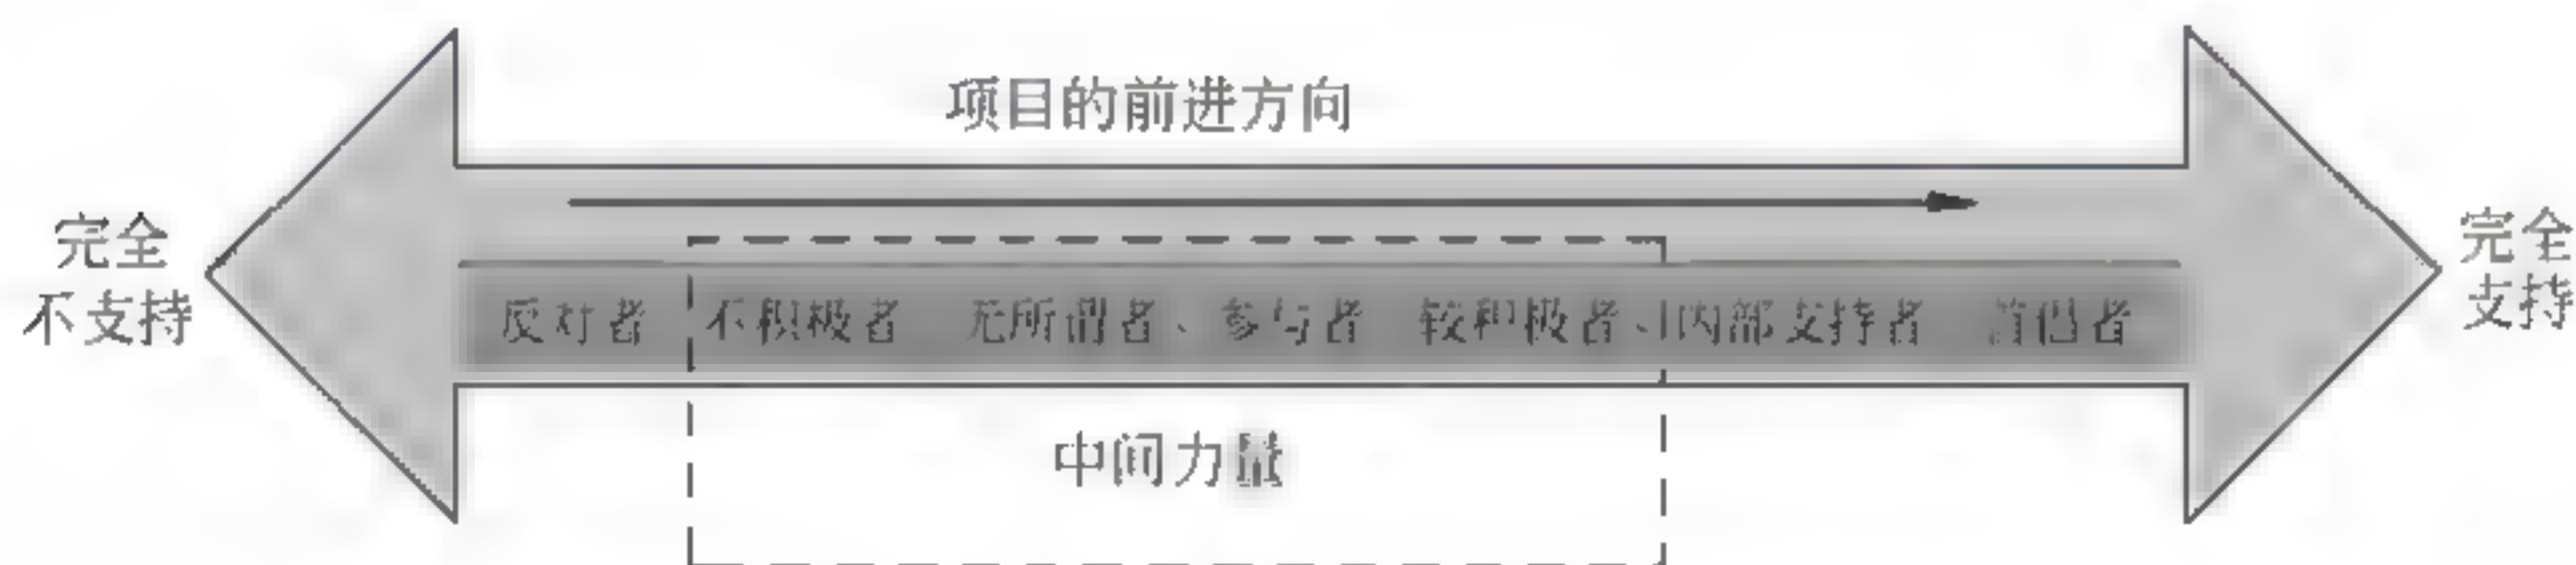 项目的前进方向
完全
不支持
反对者 不积极者 无所谓者、参与者 较积极者、内部支持者 首倡者
完全
支持
中间力量